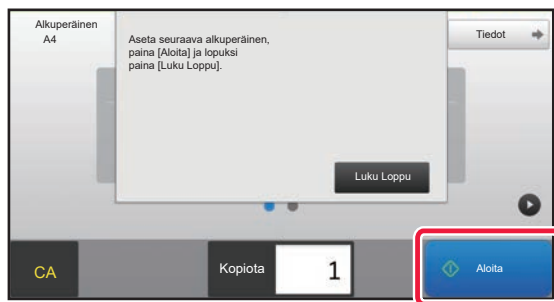 Alkuperäinen
A4
Aseta seuraava alkuperäinen,
paina [Aloita] ja lopuksi
paina [Luku Loppu].
Tiedot
Luku Loppu
CA
Kopiota
1
Aloita